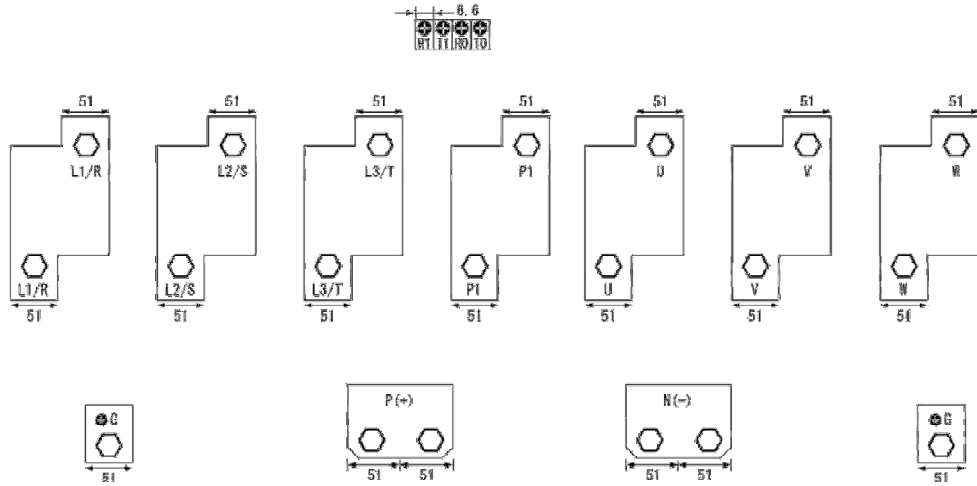 6.6
R1 T1 R0 T0
51 51 51 51 51 51 51
L1/R L2/S L3/T P1 U V W
L1/R L2/S L3/T P1 U V W
51 51 51 51 51 51 51
P(+) N(-)
G G
51 51 51 51 51 51